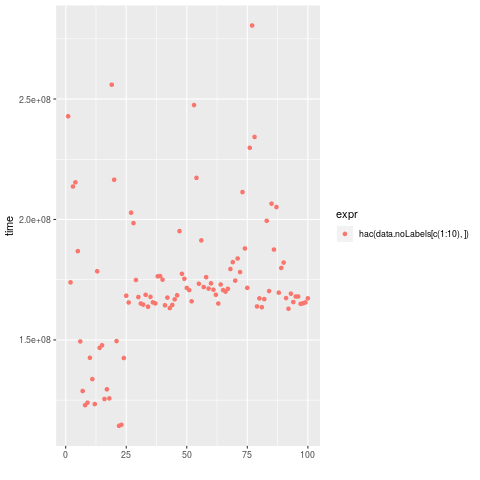 2.5e+08
2.0e+08
1.5e+08
time
0 25 50 75 100
expr
hac(data.noLabels[c(1:10), ])